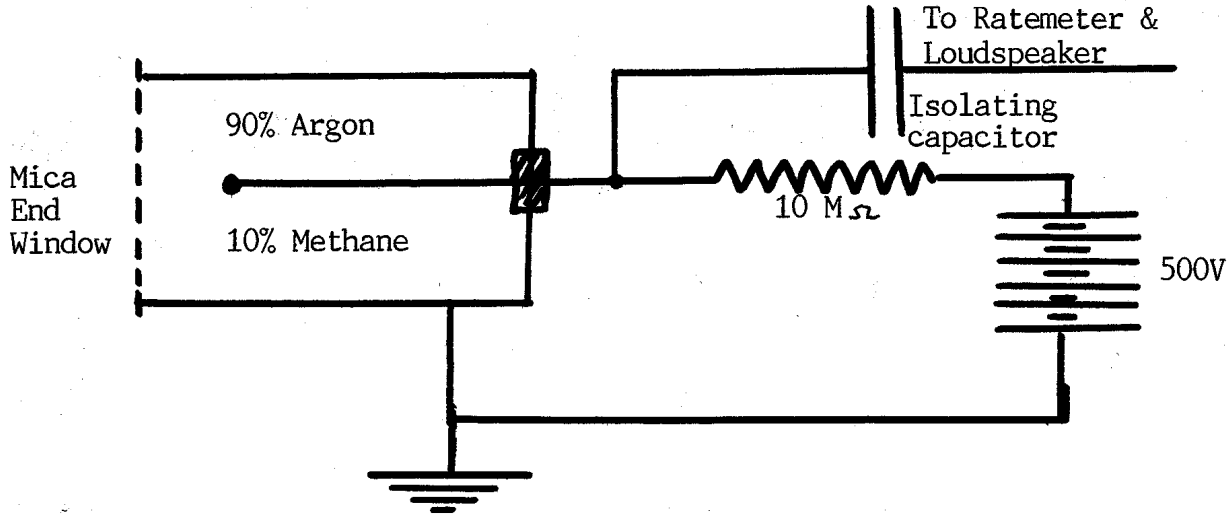 To Ratemeter &
Loudspeaker
Isolating
capacitor
90% Argon
Mica
End
Window
10% Methane
10 MΩ
500V